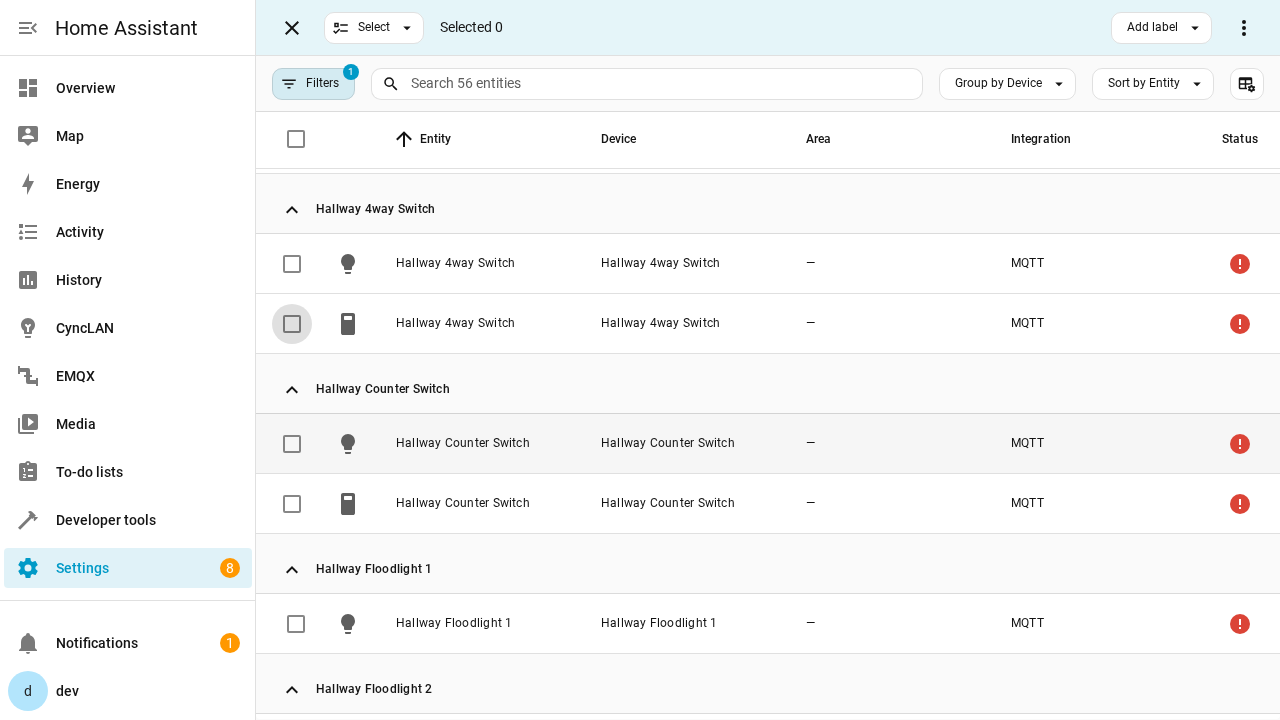 Home Assistant
Select
Selected 0
Add label
Filters
1
Search 56 entities
Group by Device
Sort by Entity
Entity
Device
Area
Integration
Status
Overview
Map
Energy
Activity
History
CyncLAN
EMQX
Media
To-do lists
Developer tools
Settings
8
Notifications
1
d
dev
Hallway 4way Switch
Hallway 4way Switch
Hallway 4way Switch
—
MQTT
Hallway 4way Switch
Hallway 4way Switch
—
MQTT
Hallway Counter Switch
Hallway Counter Switch
Hallway Counter Switch
—
MQTT
Hallway Counter Switch
Hallway Counter Switch
—
MQTT
Hallway Floodlight 1
Hallway Floodlight 1
Hallway Floodlight 1
—
MQTT
Hallway Floodlight 2